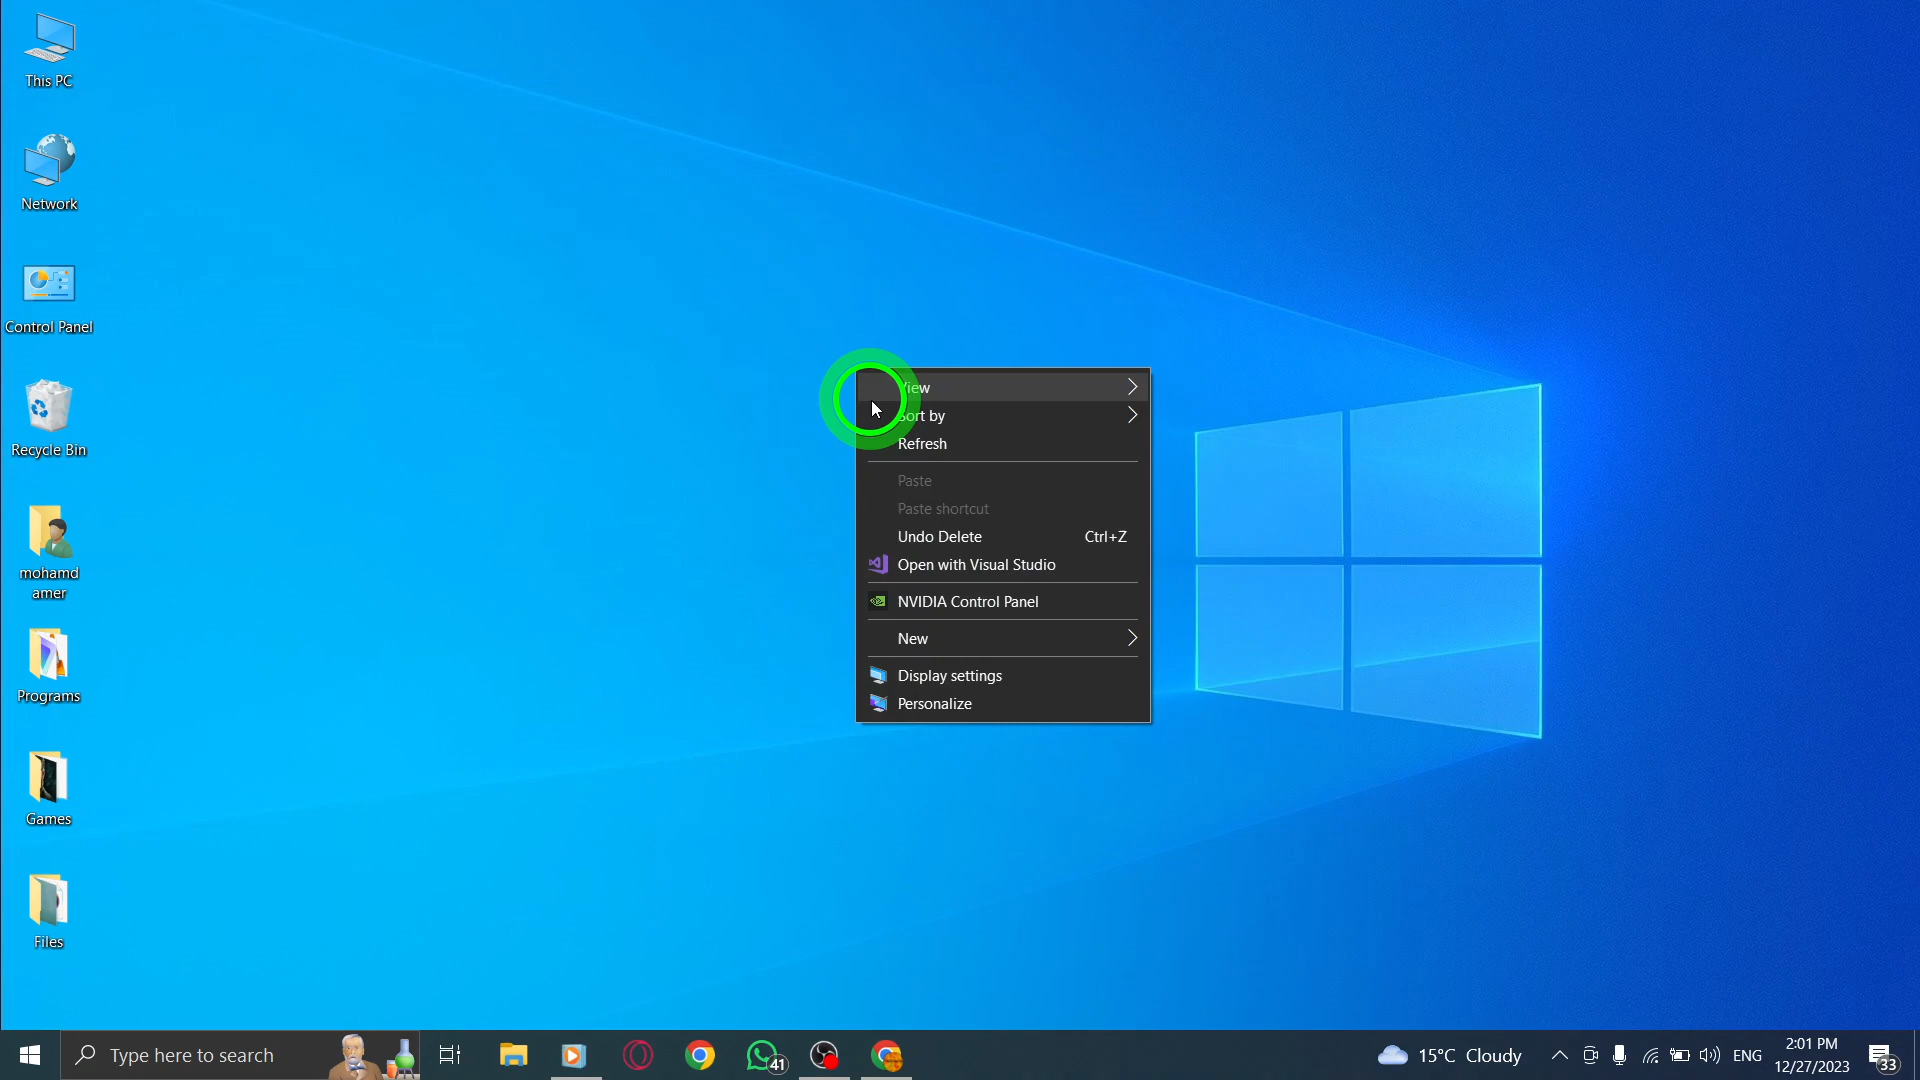 This PC
Network
Control Panel
Recycle Bin
mohamd
amer
Programs
Games
Files
View
Sort by
Refresh
Paste
Paste shortcut
Undo Delete Ctrl+Z
Open with Visual Studio
NVIDIA Control Panel
New
Display settings
Personalize
Type here to search
41
15°C Cloudy
ENG
2:01 PM
12/27/2023
33